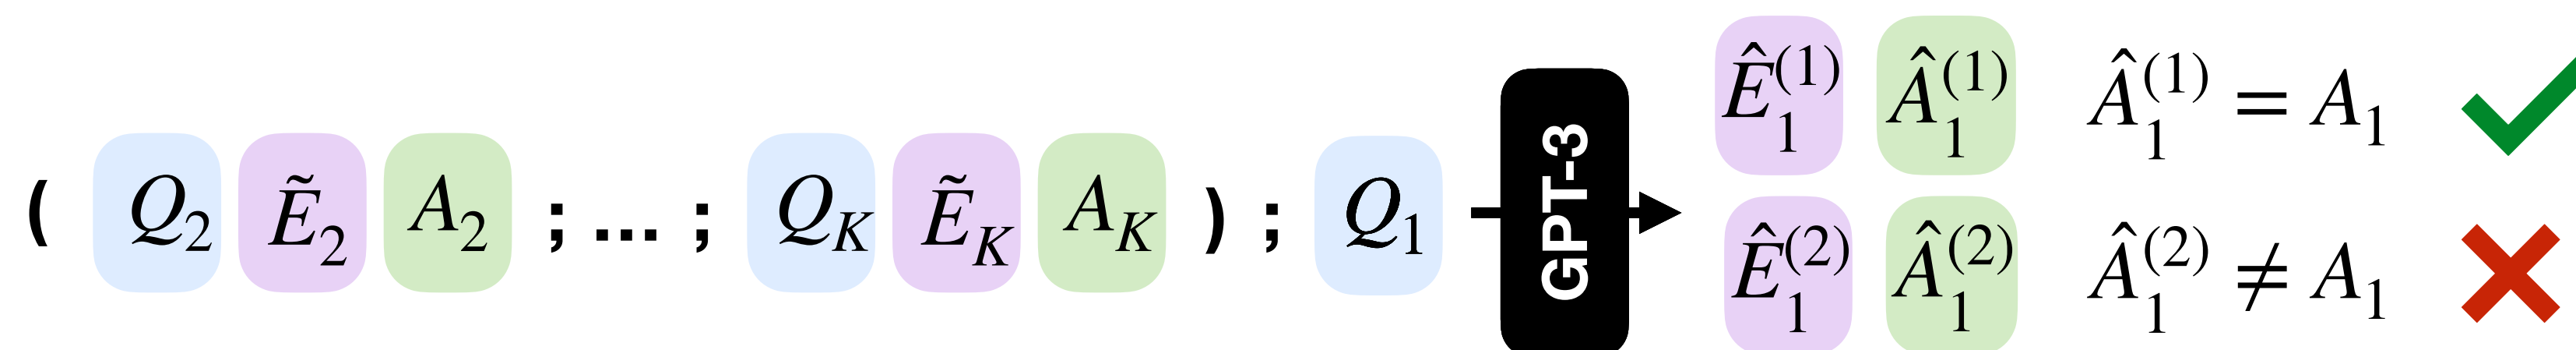 Ê₁⁽¹⁾ Â₁⁽¹⁾ Â₁⁽¹⁾ = A₁
( Q₂ Ẽ₂ A₂ ; ... ; Q_K Ẽ_K A_K ) ; Q₁ GPT-3
Ê₁⁽²⁾ Â₁⁽²⁾ Â₁⁽²⁾ ≠ A₁